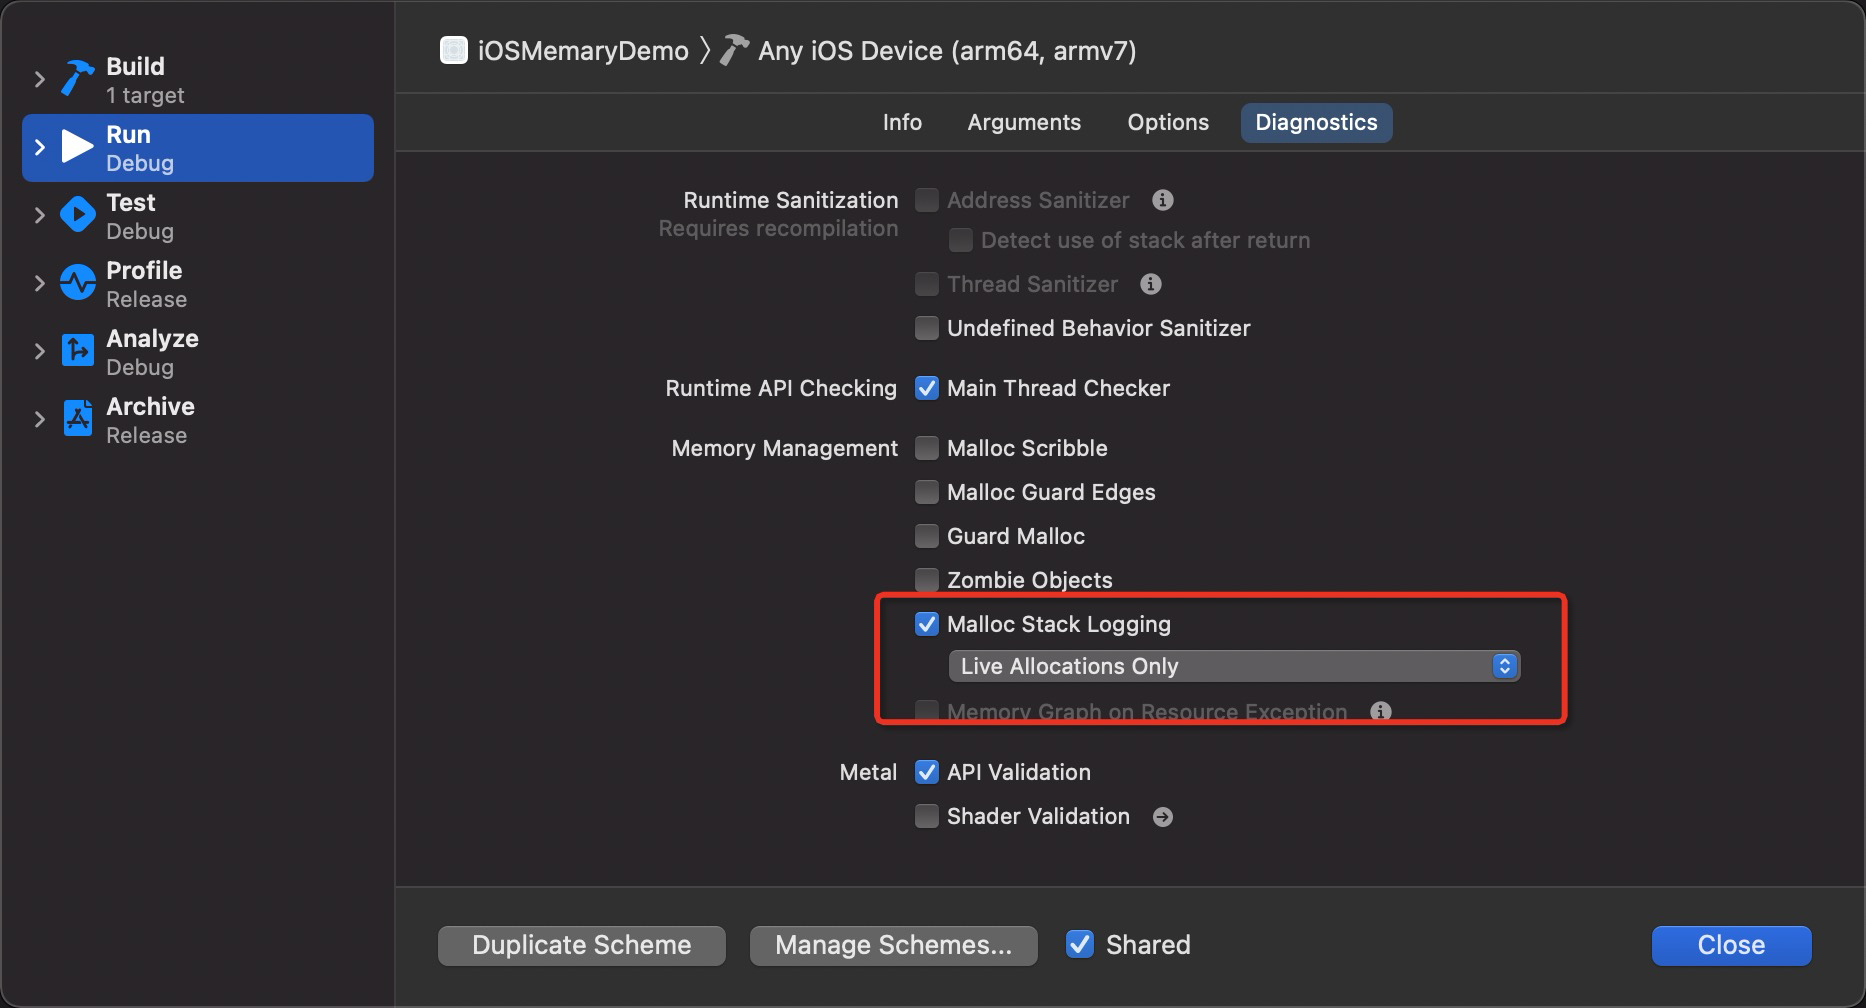 iOSMemaryDemo 〉 Any iOS Device (arm64, armv7)
Build
1 target
Run
Debug
Test
Debug
Profile
Release
Analyze
Debug
Archive
Release
Info Arguments Options Diagnostics
Runtime Sanitization Address Sanitizer
Requires recompilation
Detect use of stack after return
Thread Sanitizer
Undefined Behavior Sanitizer
Runtime API Checking Main Thread Checker
Memory Management Malloc Scribble
Malloc Guard Edges
Guard Malloc
Zombie Objects
Malloc Stack Logging
Live Allocations Only
Memory Graph on Resource Exception
Metal API Validation
Shader Validation
Duplicate Scheme Manage Schemes... Shared Close